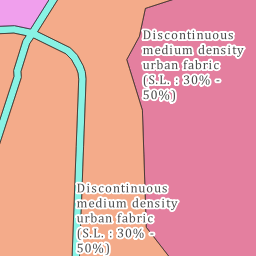 Discontinuous
medium density
urban fabric
(S.L. : 30% -
50%)
Discontinuous
medium density
urban fabric
(S.L. : 30% -
50%)